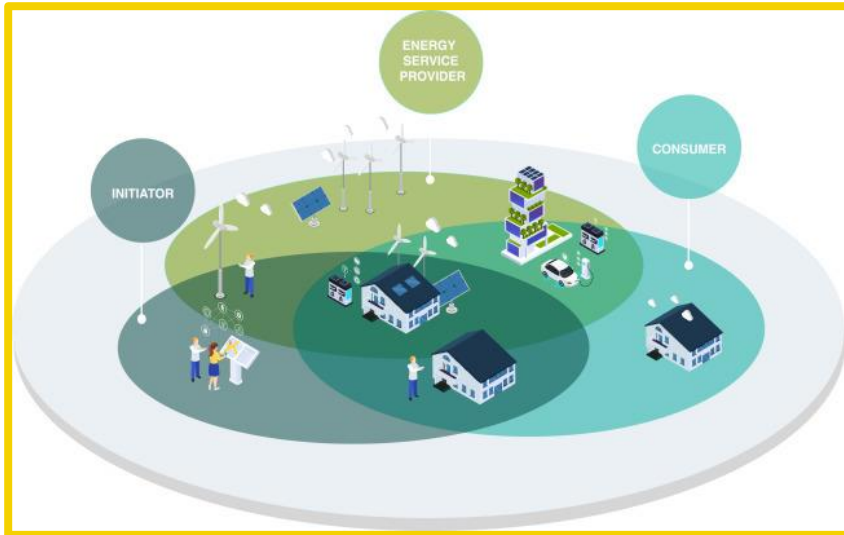 ENERGY
SERVICE
PROVIDER
CONSUMER
INITIATOR